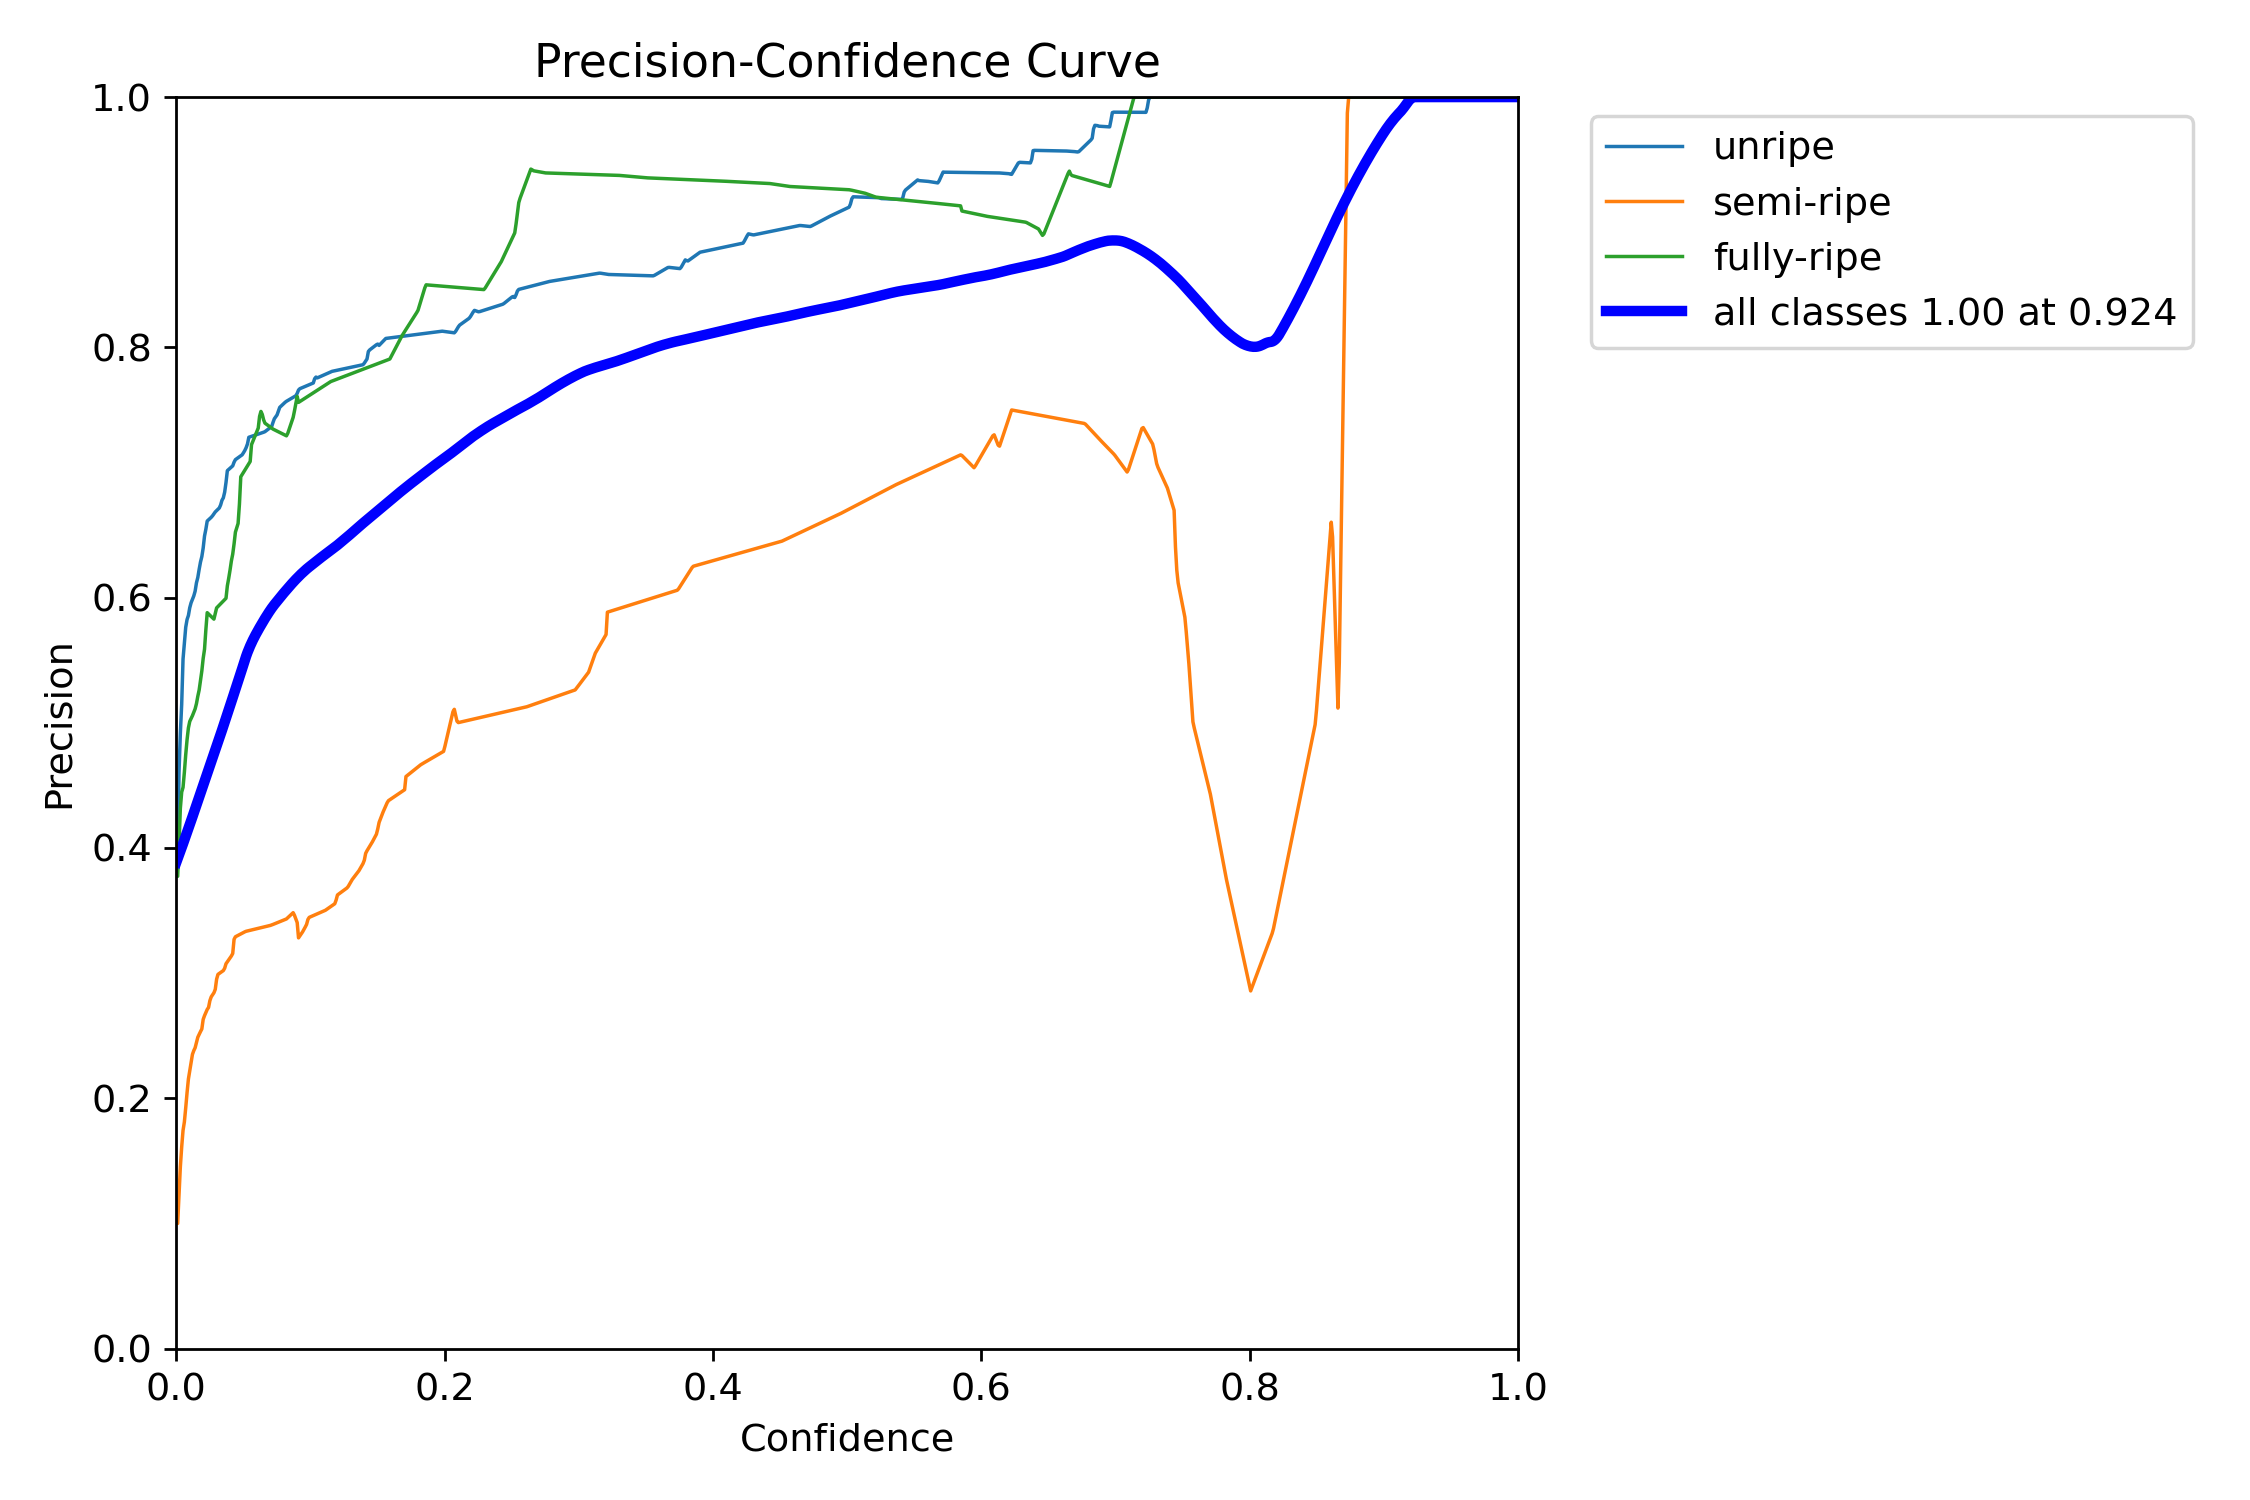 Precision-Confidence Curve
1.0
0.8
0.6
0.4
0.2
0.0
Precision
0.0 0.2 0.4 0.6 0.8 1.0
Confidence
unripe
semi-ripe
fully-ripe
all classes 1.00 at 0.924